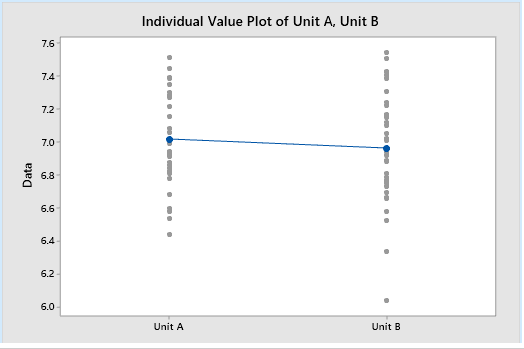 Individual Value Plot of Unit A, Unit B
7.6
7.4
7.2
7.0
6.8
6.6
6.4
6.2
6.0
Data
Unit A
Unit B